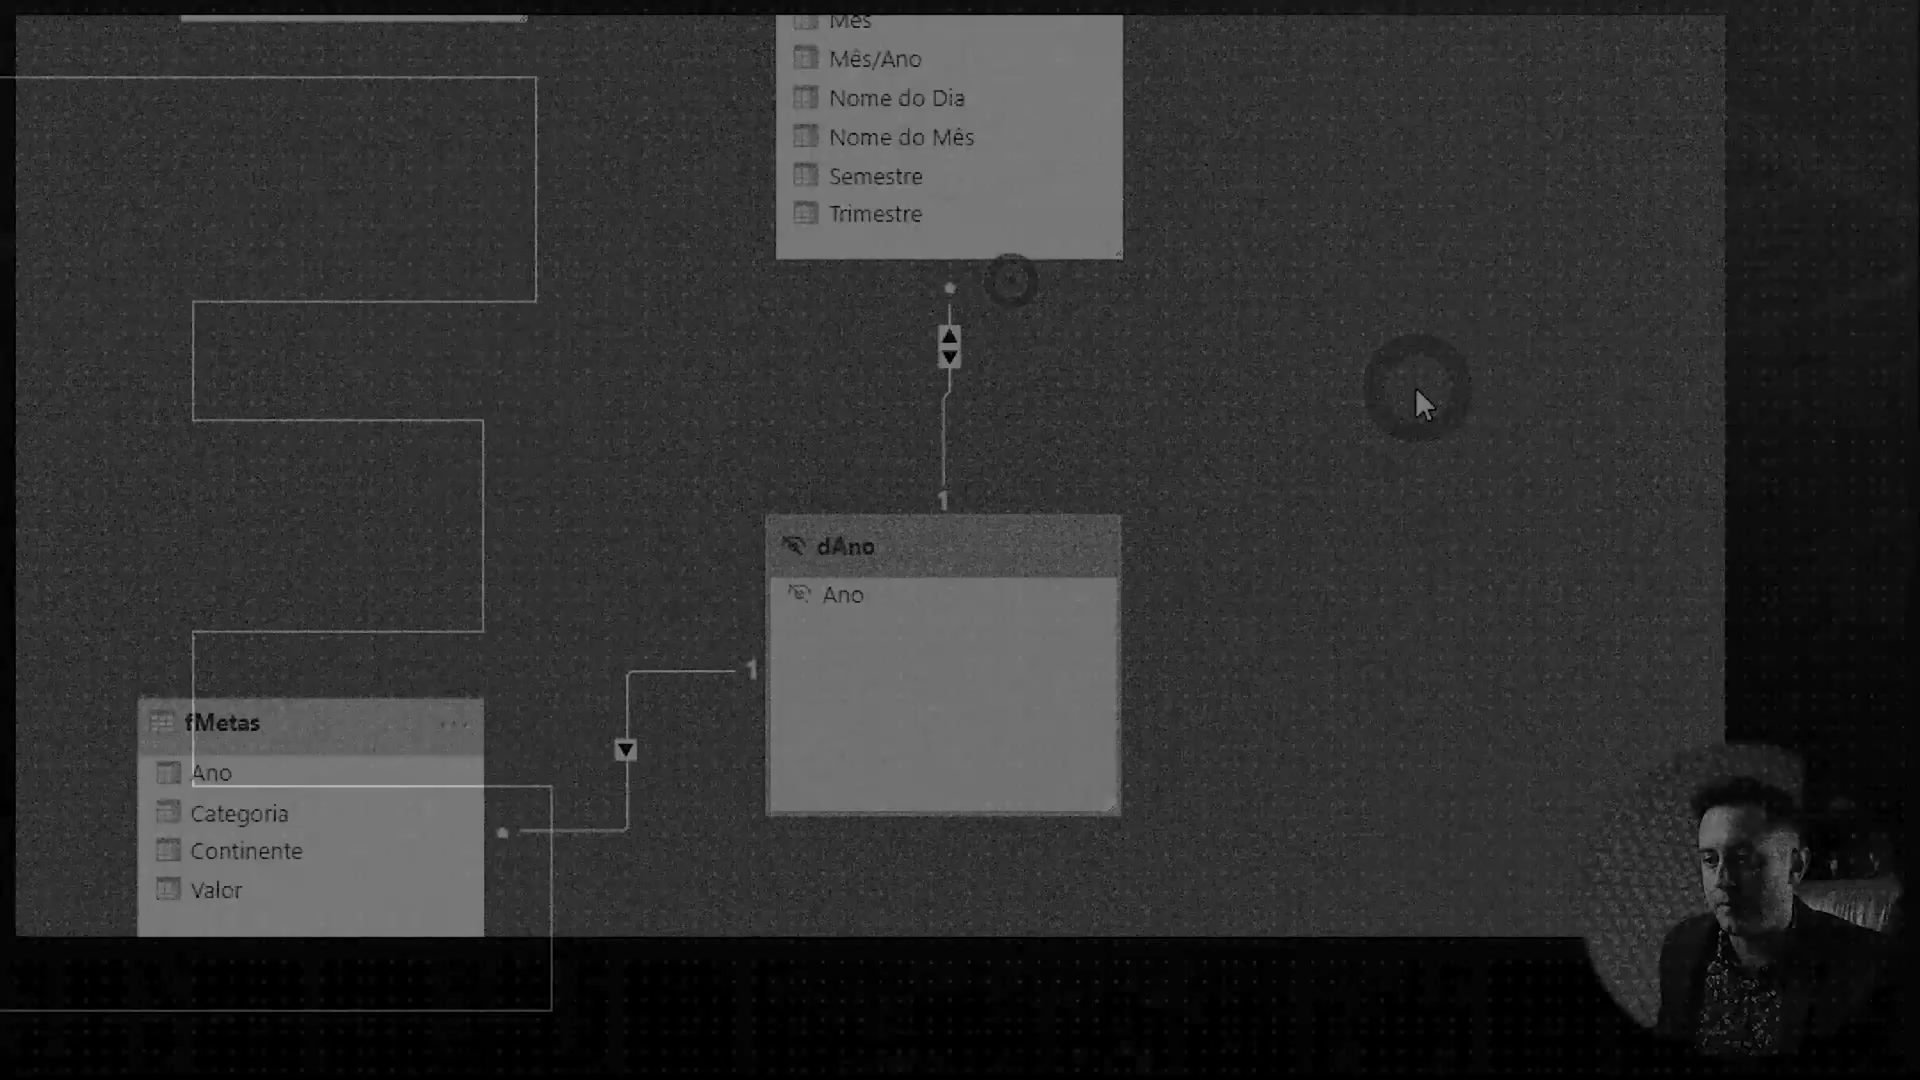 Mês
Mês/Ano
Nome do Dia
Nome do Mês
Semestre
Trimestre
1
dAno
Ano
1
fMetas
Ano
Categoria
Continente
Valor